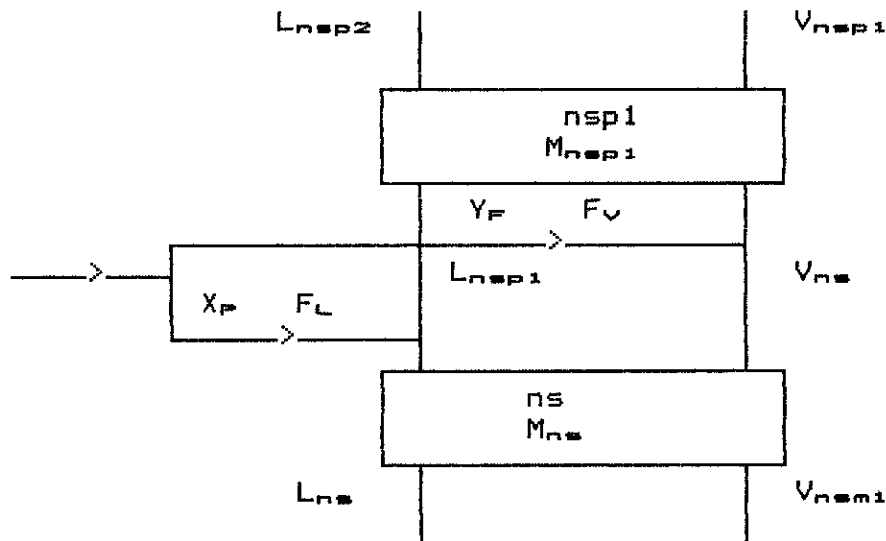 Lnsp2 Vnsp1
nsp1
Mnsp1
YF FV
Lnsp1 Vns
XF FL
ns
Mns
Lns Vnsm1